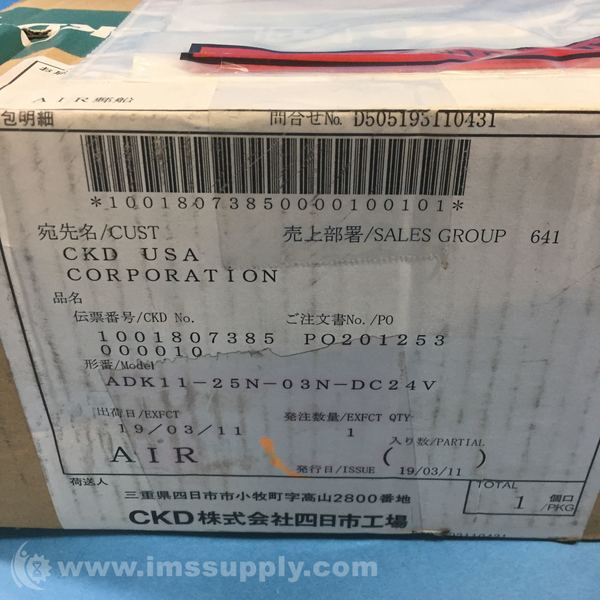 AIR郵船
包明細 問合せNo. D505193110431
*10018073850000100101*
宛先名/CUST 売上部署/SALES GROUP 641
CKD USA
CORPORATION
品名
伝票番号/CKD No. ご注文書No./PO
1001807385 PO201253
000010
形番/Model
ADK11-25N-03N-DC24V
出荷日/EXFCT 発注数量/EXFCT QTY
19/03/11 1
入り数/PARTIAL
AIR ( )
発行日/ISSUE 19/03/11
荷送人 TOTAL
三重県四日市市小牧町字高山2800番地 1 個口/PKG
CKD株式会社四日市工場
www.imssupply.com